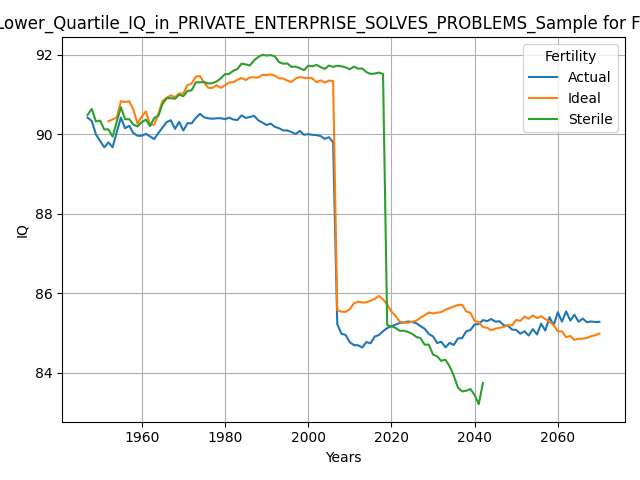 Lower_Quartile_IQ_in_PRIVATE_ENTERPRISE_SOLVES_PROBLEMS_Sample for F
Fertility
Actual
Ideal
Sterile
92
90
88
86
84
IQ
1960 1980 2000 2020 2040 2060
Years